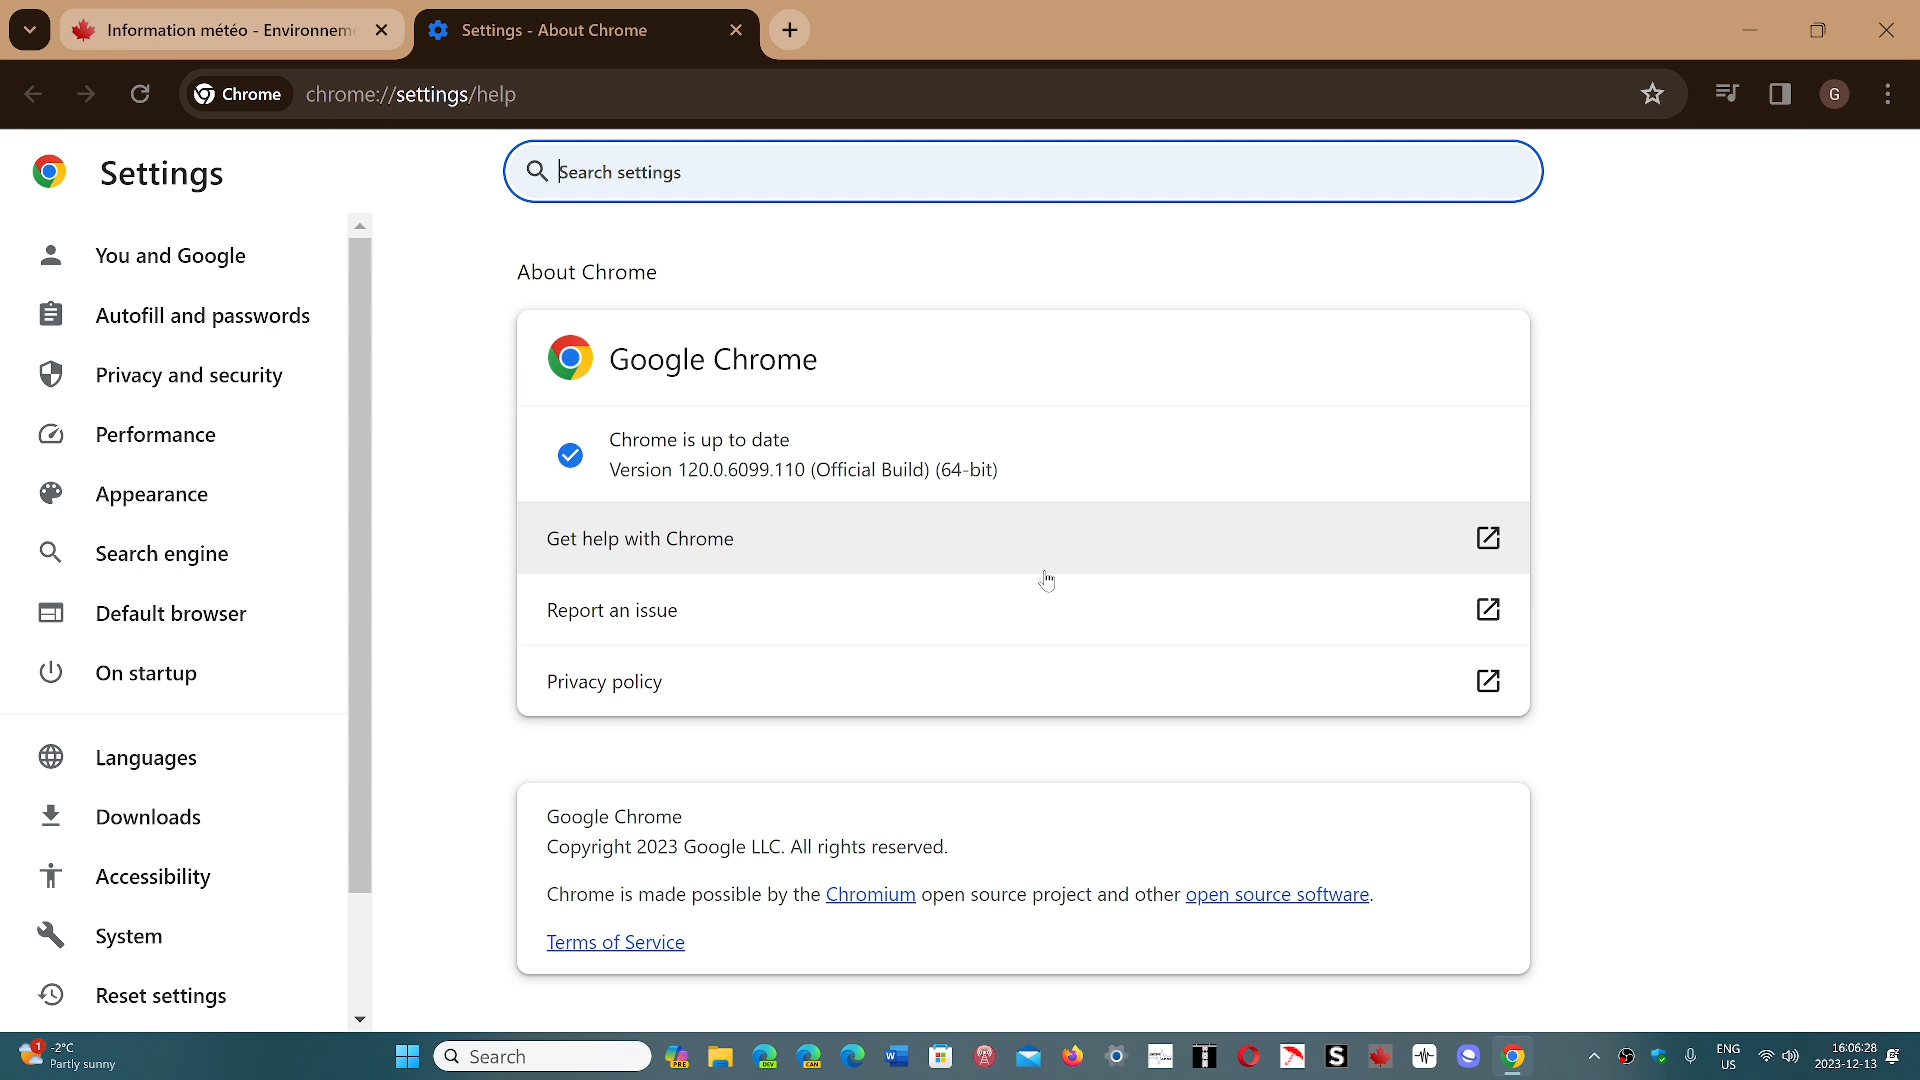 Information météo - Environnem
Settings - About Chrome
Chrome
chrome://settings/help
G
Settings
Search settings
You and Google
Autofill and passwords
Privacy and security
Performance
Appearance
Search engine
Default browser
On startup
Languages
Downloads
Accessibility
System
Reset settings
About Chrome
Google Chrome
Chrome is up to date
Version 120.0.6099.110 (Official Build) (64-bit)
Get help with Chrome
Report an issue
Privacy policy
Google Chrome
Copyright 2023 Google LLC. All rights reserved.
Chrome is made possible by the Chromium open source project and other open source software.
Terms of Service
1
-2°C
Partly sunny
Search
PRE
DEV
CAN
W
S
ENG
US
16:06:28
2023-12-13